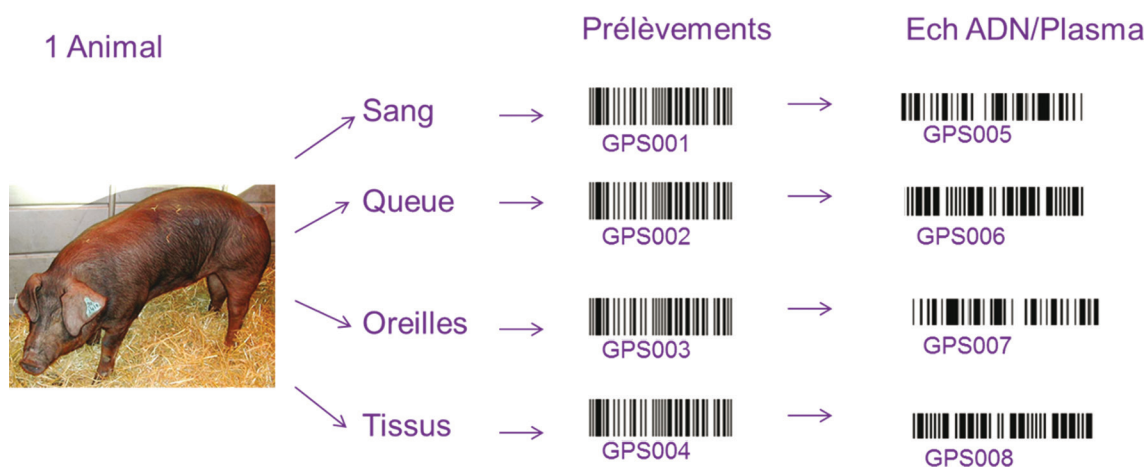 1 Animal
Prélèvements
Ech ADN/Plasma
Sang
GPS001
GPS005
Queue
GPS002
GPS006
Oreilles
GPS003
GPS007
Tissus
GPS004
GPS008